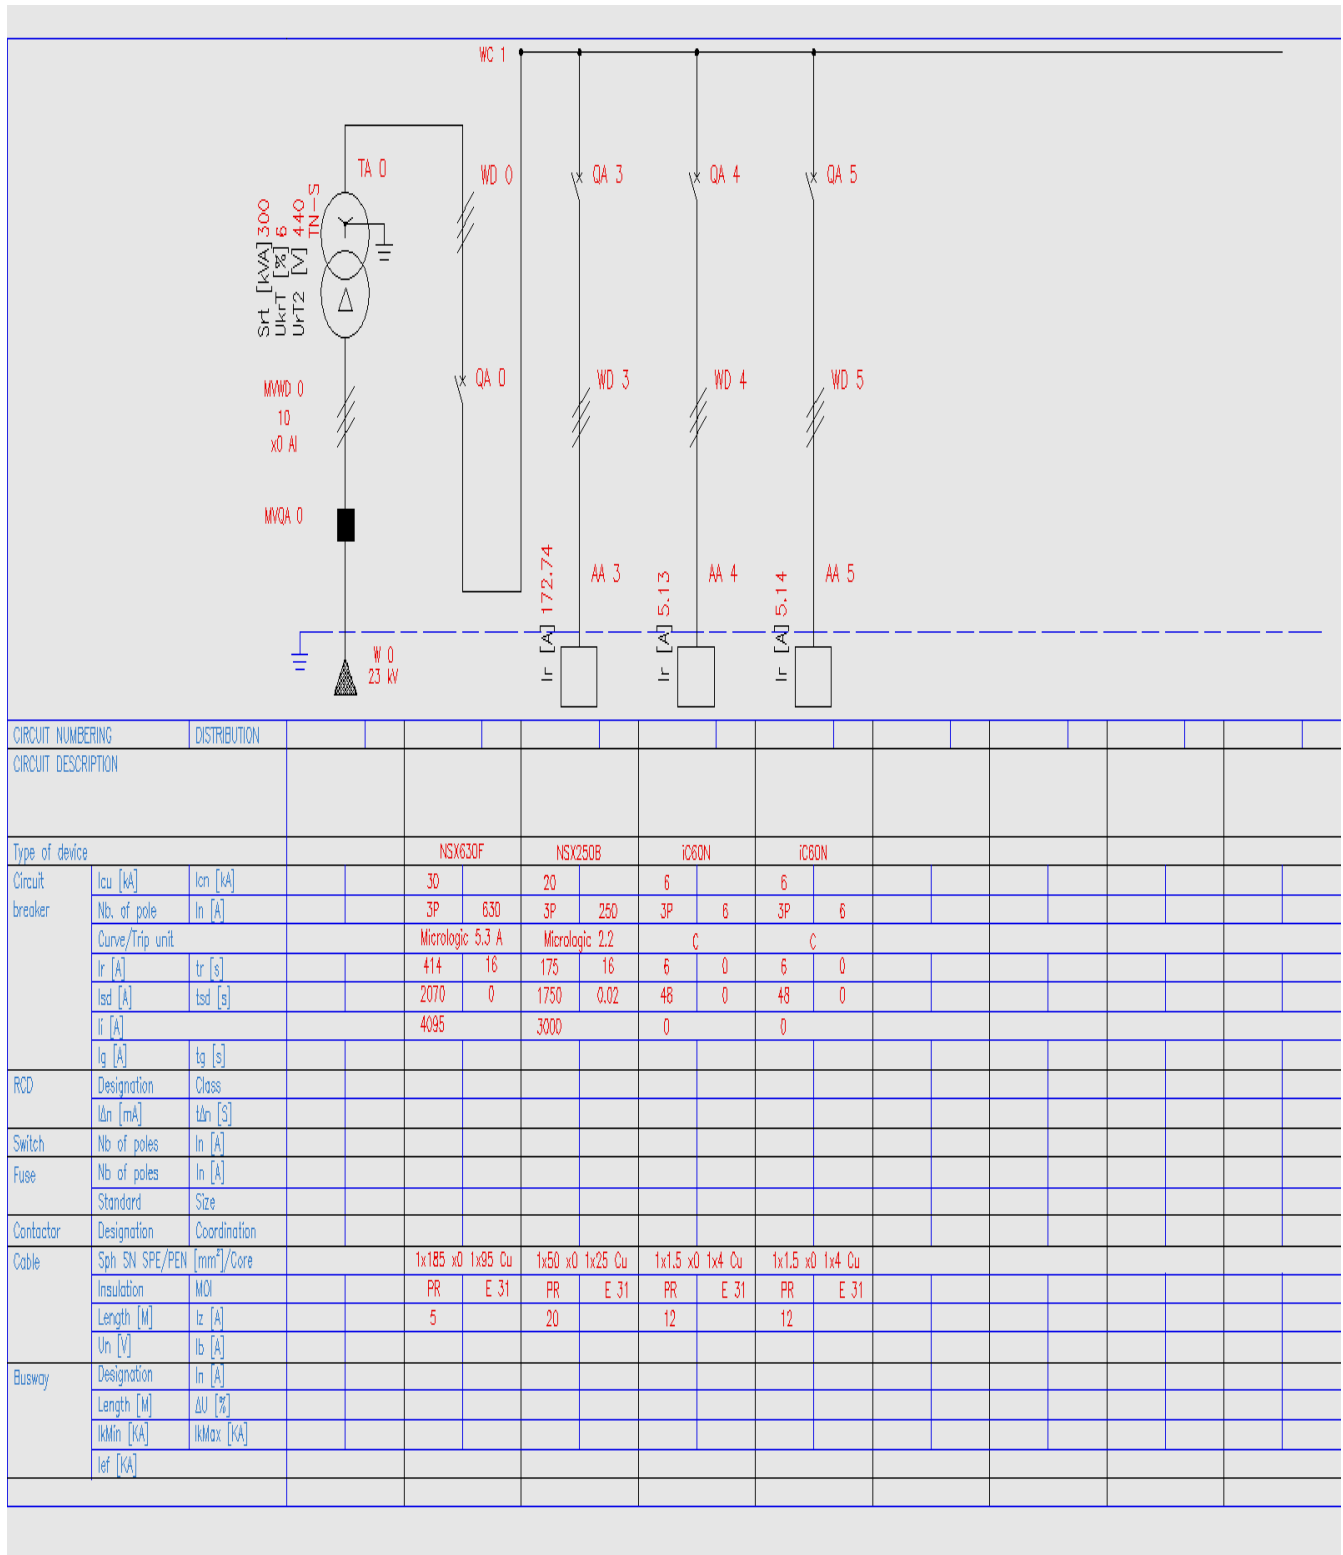 WC 1
TA 0
WD 0
QA 3
QA 4
QA 5
Srt [kVA] 300
UkrT [%] 6
UrT2 [V] 440
TN-S
MVWD 0
10
x0 Al
QA 0
WD 3
WD 4
WD 5
MVQA 0
AA 3
AA 4
AA 5
Ir [A] 172.74
Ir [A] 5.13
Ir [A] 5.14
W 0
23 kV
CIRCUIT NUMBERING DISTRIBUTION
CIRCUIT DESCRIPTION
Type of device NSX630F NSX250B iC60N iC60N
Circuit Icu [kA] Icn [kA] 30 20 6 6
breaker Nb. of pole In [A] 3P 630 3P 250 3P 6 3P 6
Curve/Trip unit Micrologic 5.3 A Micrologic 2.2 C C
Ir [A] tr [s] 414 16 175 16 6 0 6 0
Isd [A] tsd [s] 2070 0 1750 0.02 48 0 48 0
Ii [A] 4095 3000 0 0
Ig [A] tg [s]
RCD Designation Class
IΔn [mA] tΔn [S]
Switch Nb of poles In [A]
Fuse Nb of poles In [A]
Standard Size
Contactor Designation Coordination
Cable Sph SN SPE/PEN [mm²]/Core 1x185 x0 1x95 Cu 1x50 x0 1x25 Cu 1x1.5 x0 1x4 Cu 1x1.5 x0 1x4 Cu
Insulation MOI PR E 31 PR E 31 PR E 31 PR E 31
Length [M] Iz [A] 5 20 12 12
Un [V] Ib [A]
Busway Designation In [A]
Length [M] ΔU [%]
IkMin [KA] IkMax [KA]
Ief [KA]